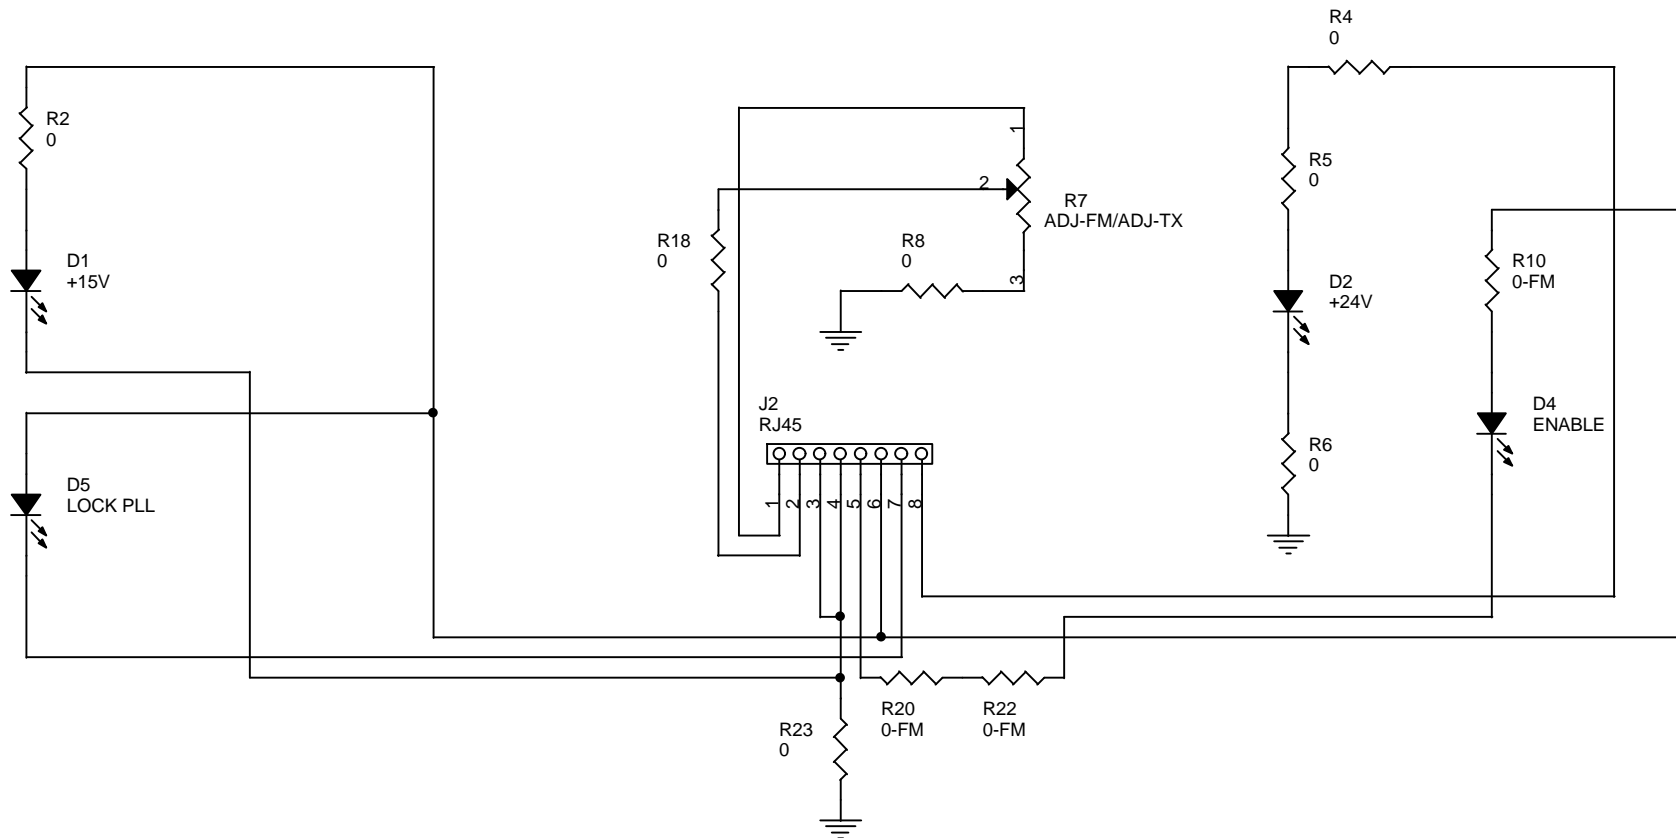 R4
0
R2
0
1
R5
0
2
R7
ADJ-FM/ADJ-TX
R18
0
R8
0
D1
+15V
3
R10
0-FM
D2
+24V
J2
RJ45
D4
ENABLE
R6
0
D5
LOCK PLL
1
2
3
4
5
6
7
8
R20
0-FM
R22
0-FM
R23
0